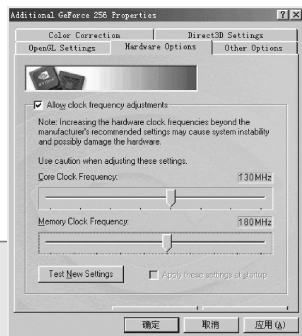 Additional GeForce 256 Properties
Color Correction Direct3D Settings
OpenGL Settings Hardware Options Other Options
Allow clock frequency adjustments
Note: Increasing the hardware clock frequencies beyond the
manufacturer's recommended settings may cause system instability
and possibly damage the hardware.
Use caution when adjusting these settings.
Core Clock Frequency: 130MHz
Memory Clock Frequency: 180MHz
Test New Settings Apply these settings at startup
确定 取消 应用(A)